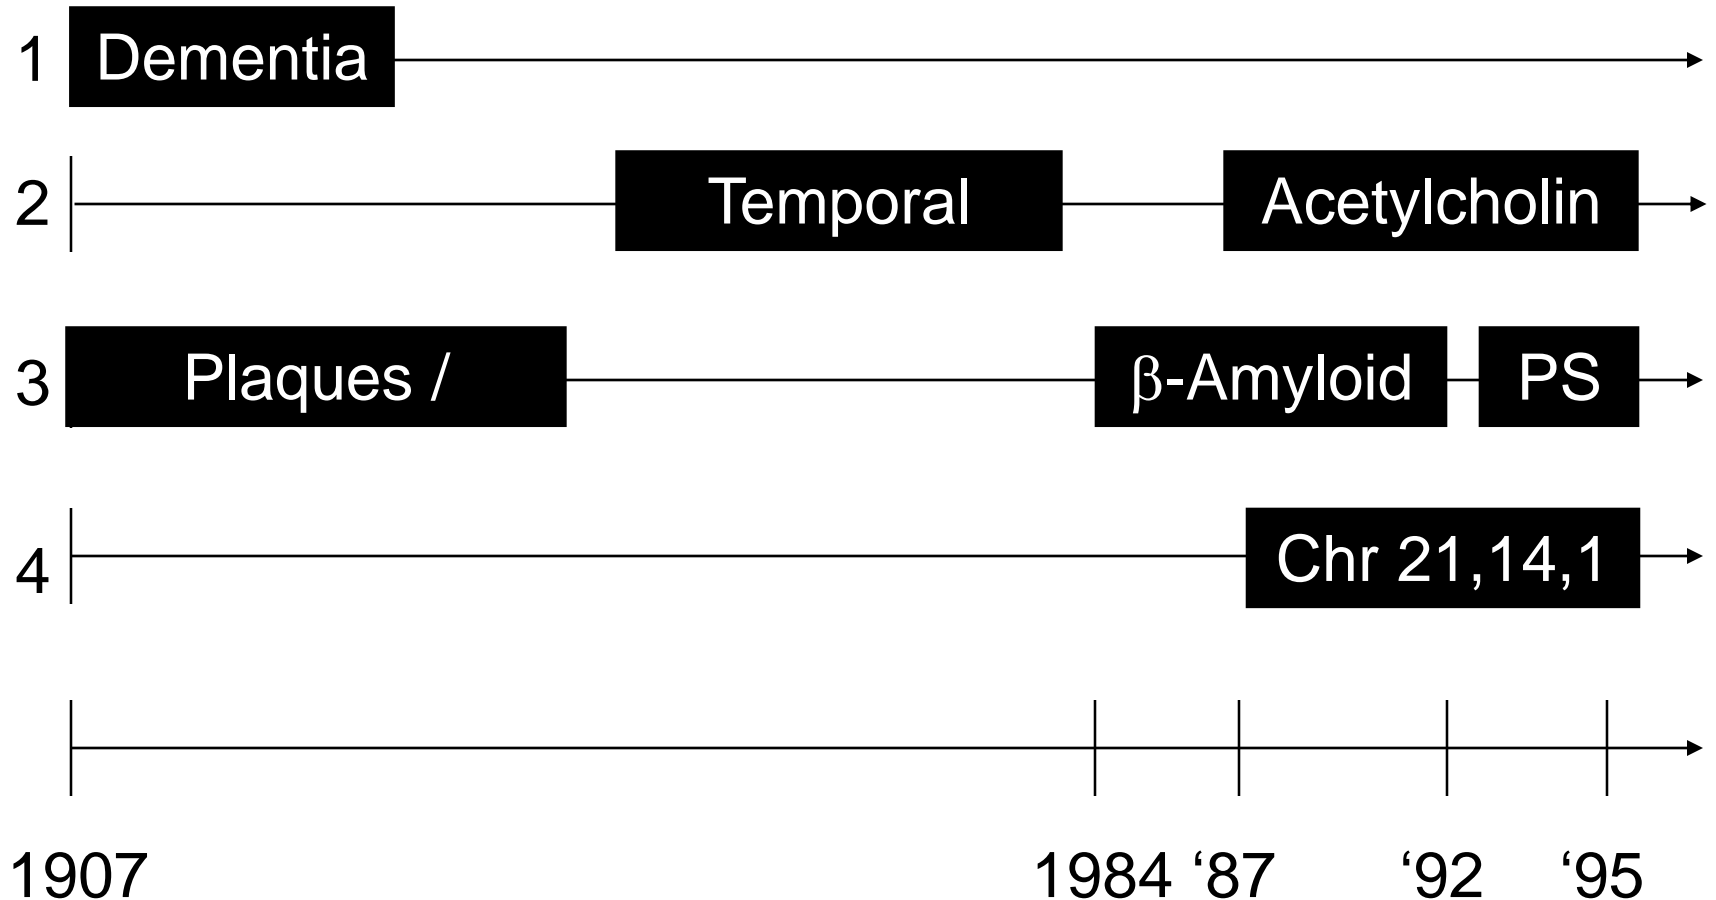 1 Dementia
2 Temporal Acetylcholin
3 Plaques / β-Amyloid PS
4 Chr 21,14,1
1907 1984 ‘87 ‘92 ‘95